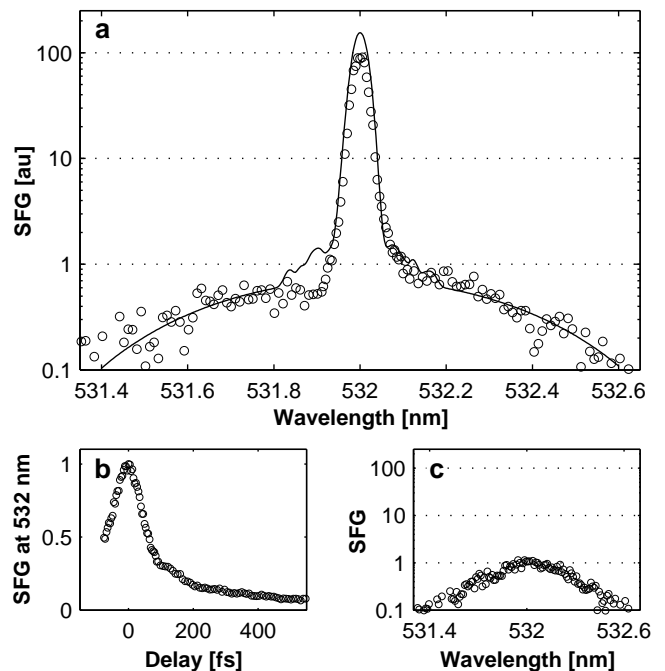 a
SFG [au]
100
10
1
0.1
531.4 531.6 531.8 532 532.2 532.4 532.6
Wavelength [nm]
b
SFG at 532 nm
1
0.5
0
0 200 400
Delay [fs]
c
SFG
100
10
1
0.1
531.4 532 532.6
Wavelength [nm]